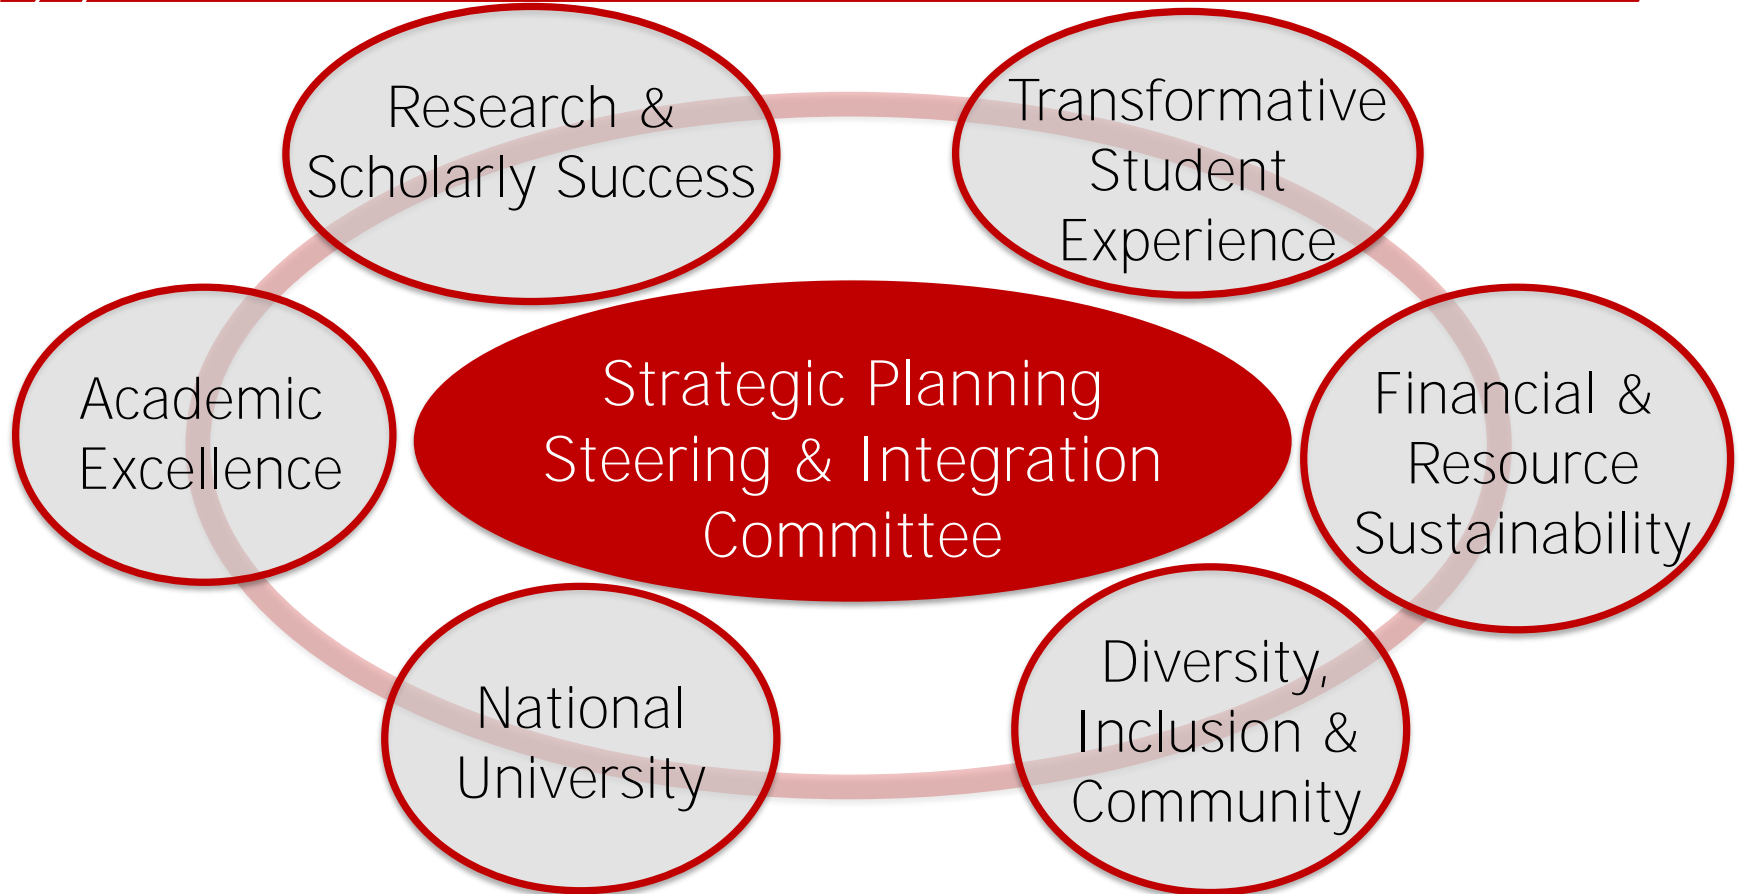 Research &
Scholarly Success
Transformative
Student
Experience
Academic
Excellence
Strategic Planning
Steering & Integration
Committee
Financial &
Resource
Sustainability
National
University
Diversity,
Inclusion &
Community